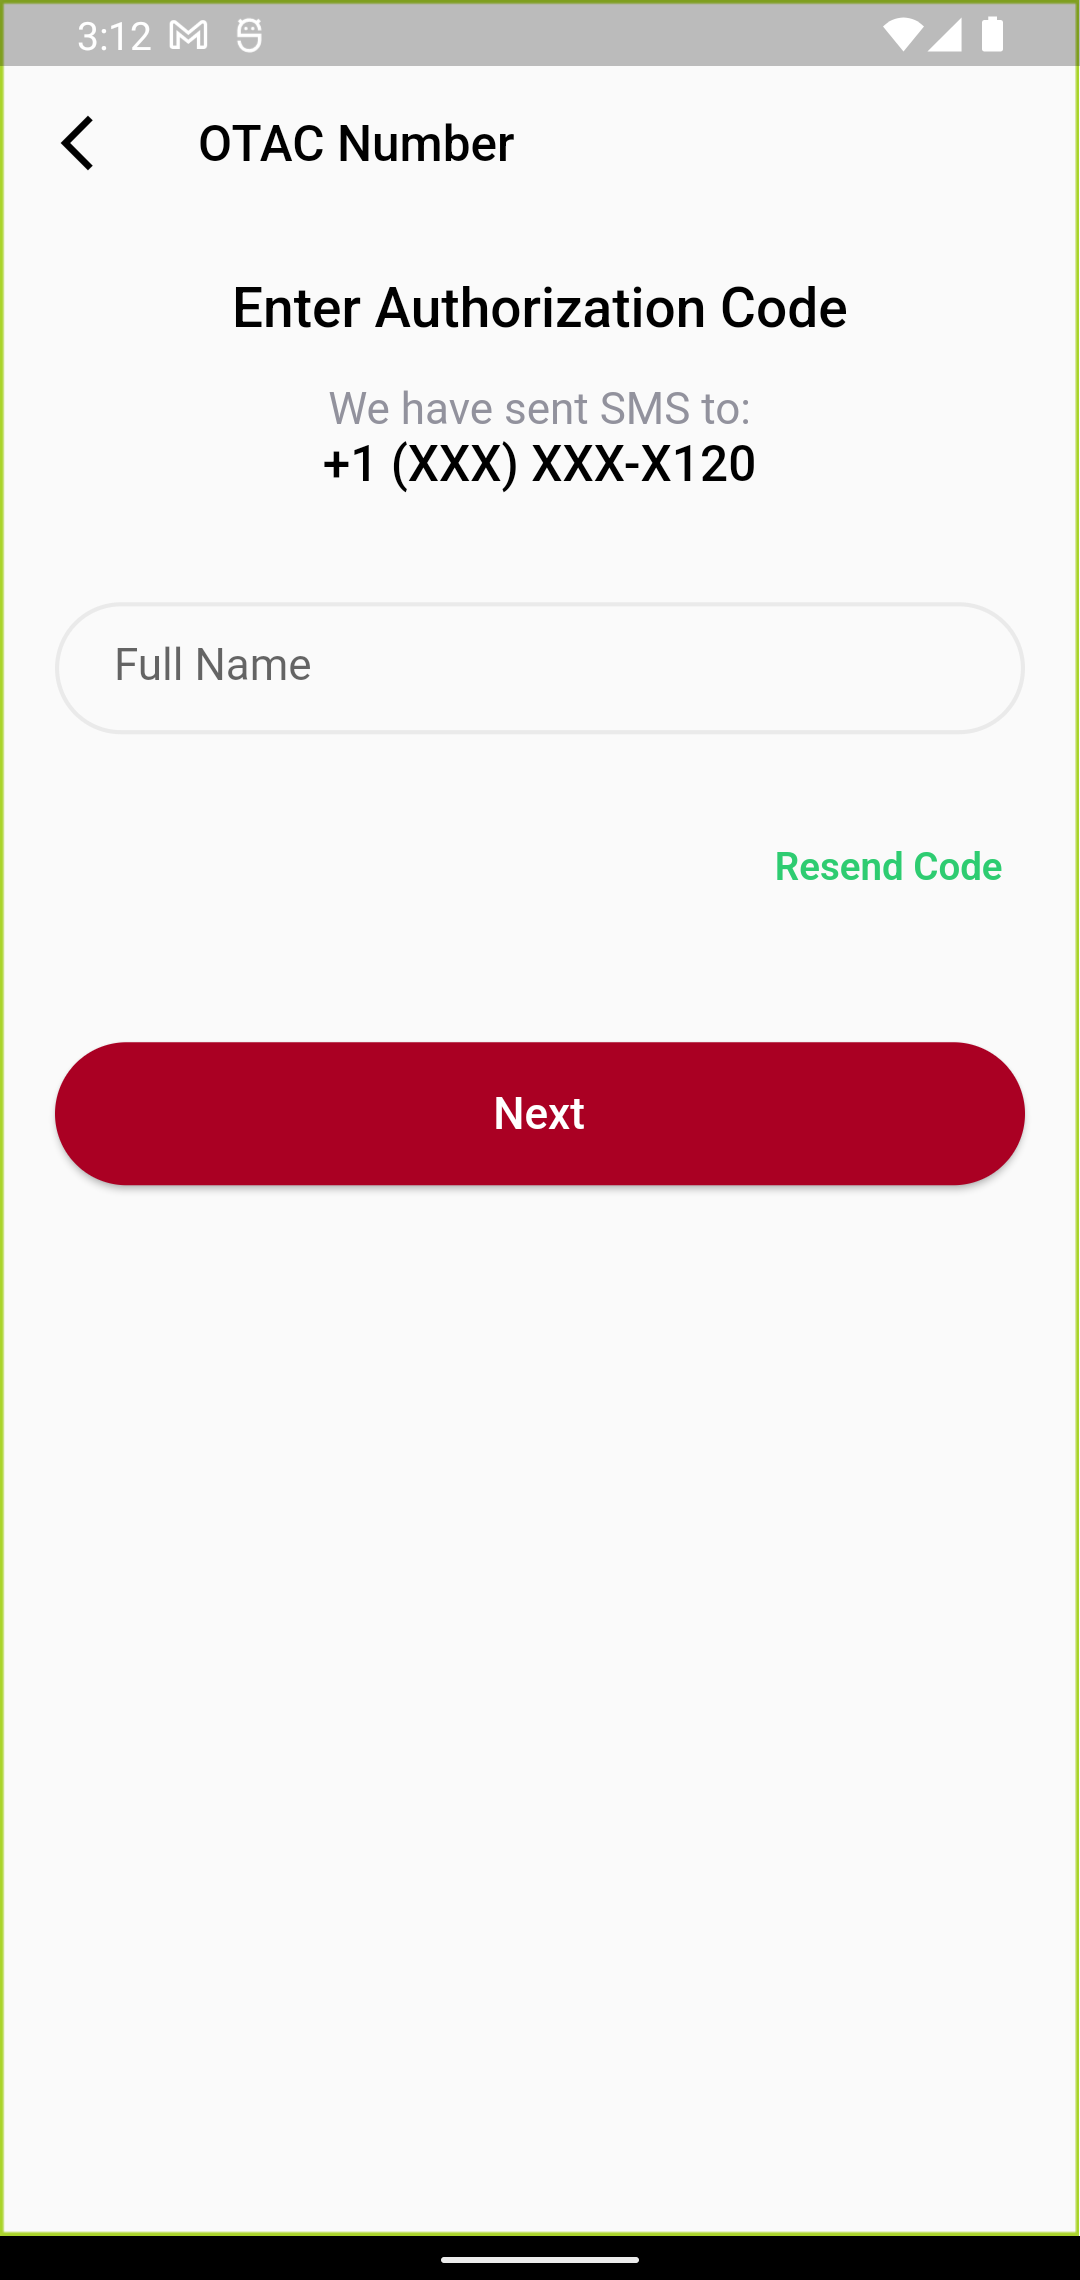 3:12
OTAC Number
Enter Authorization Code
We have sent SMS to:
+1 (XXX) XXX-X120
Full Name
Resend Code
Next